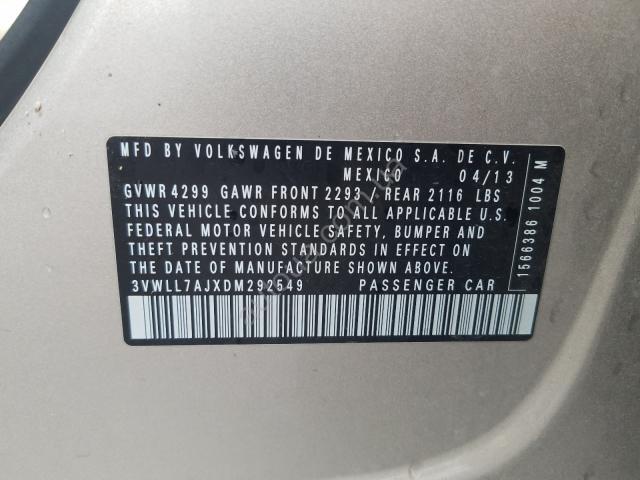 MFD BY VOLKSWAGEN DE MEXICO S.A. DE C.V.
MEXICO 04/13
GVWR 4299 GAWR FRONT 2293 REAR 2116 LBS
THIS VEHICLE CONFORMS TO ALL APPLICABLE U.S.
FEDERAL MOTOR VEHICLE SAFETY, BUMPER AND
THEFT PREVENTION STANDARDS IN EFFECT ON
THE DATE OF MANUFACTURE SHOWN ABOVE.
3VWLL7AJXDM292549 PASSENGER CAR
1566386 1004 M